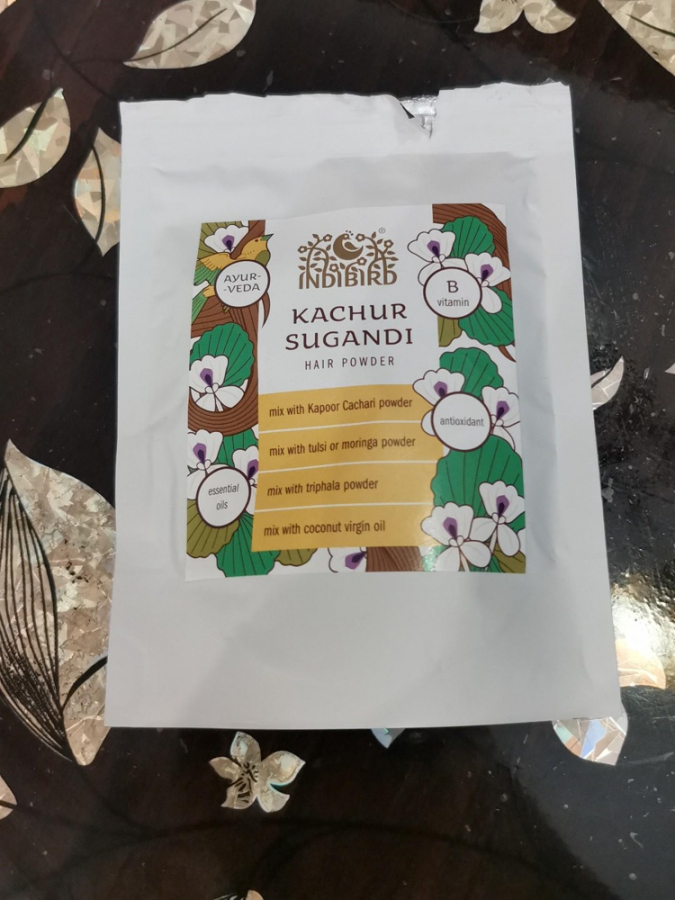 ®
INDIBIRD
AYUR-
-VEDA
B
vitamin
KACHUR
SUGANDI
HAIR POWDER
mix with Kapoor Cachari powder
antioxidant
mix with tulsi or moringa powder
mix with triphala powder
essential
oils
mix with coconut virgin oil